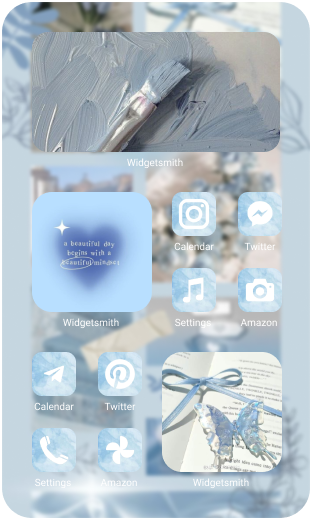 Widgetsmith
a beautiful day
begins with a
beautiful mindset
Widgetsmith
Calendar
Twitter
Settings
Amazon
Calendar
Twitter
Settings
Amazon
Widgetsmith